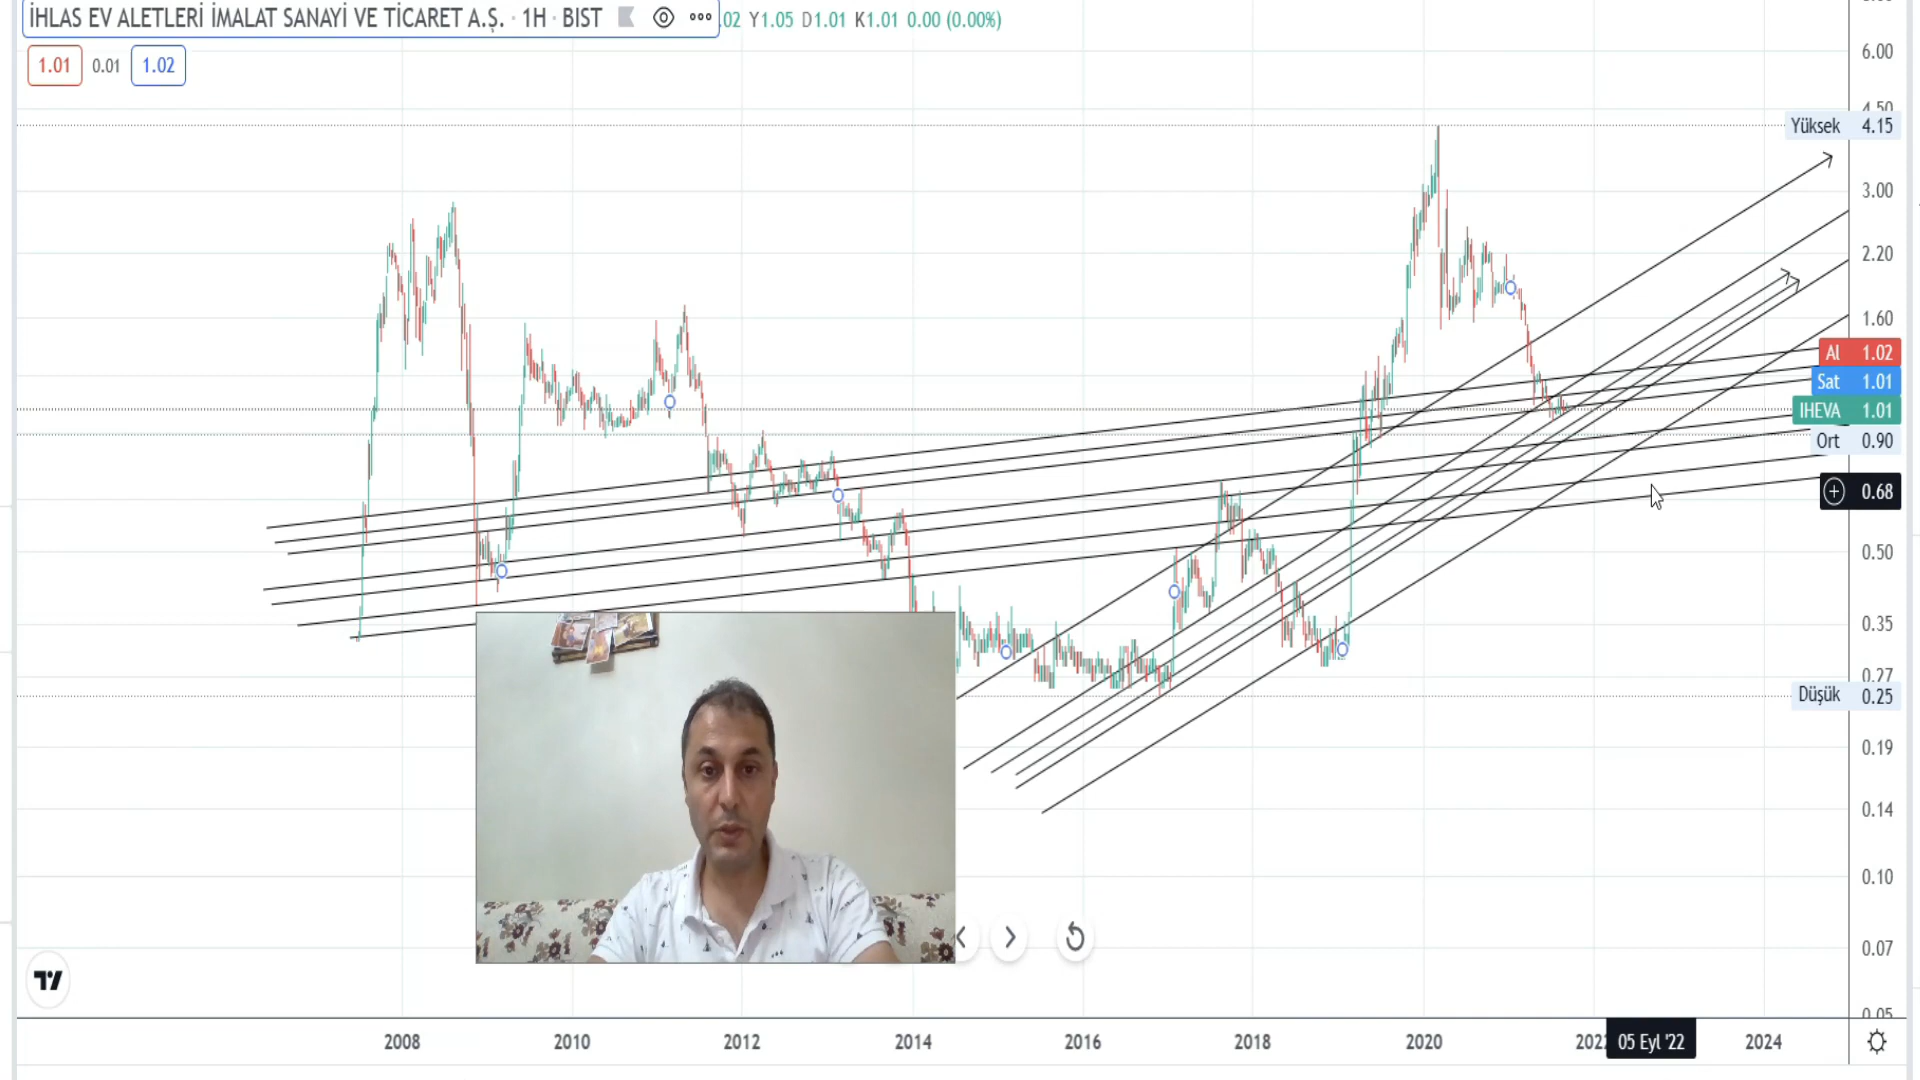 İHLAS EV ALETLERİ İMALAT SANAYİ VE TİCARET A.Ş. · 1H · BIST ••• .02 Y1.05 D1.01 K1.01 0.00 (0.00%)
1.01 0.01 1.02
6.00
4.50
Yüksek 4.15
3.00
2.20
1.60
Al 1.02
Sat 1.01
IHEVA 1.01
Ort 0.90
0.68
0.50
0.35
0.27
Düşük 0.25
0.19
0.14
0.10
0.07
0.05
2008 2010 2012 2014 2016 2018 2020 202 05 Eyl '22 2024